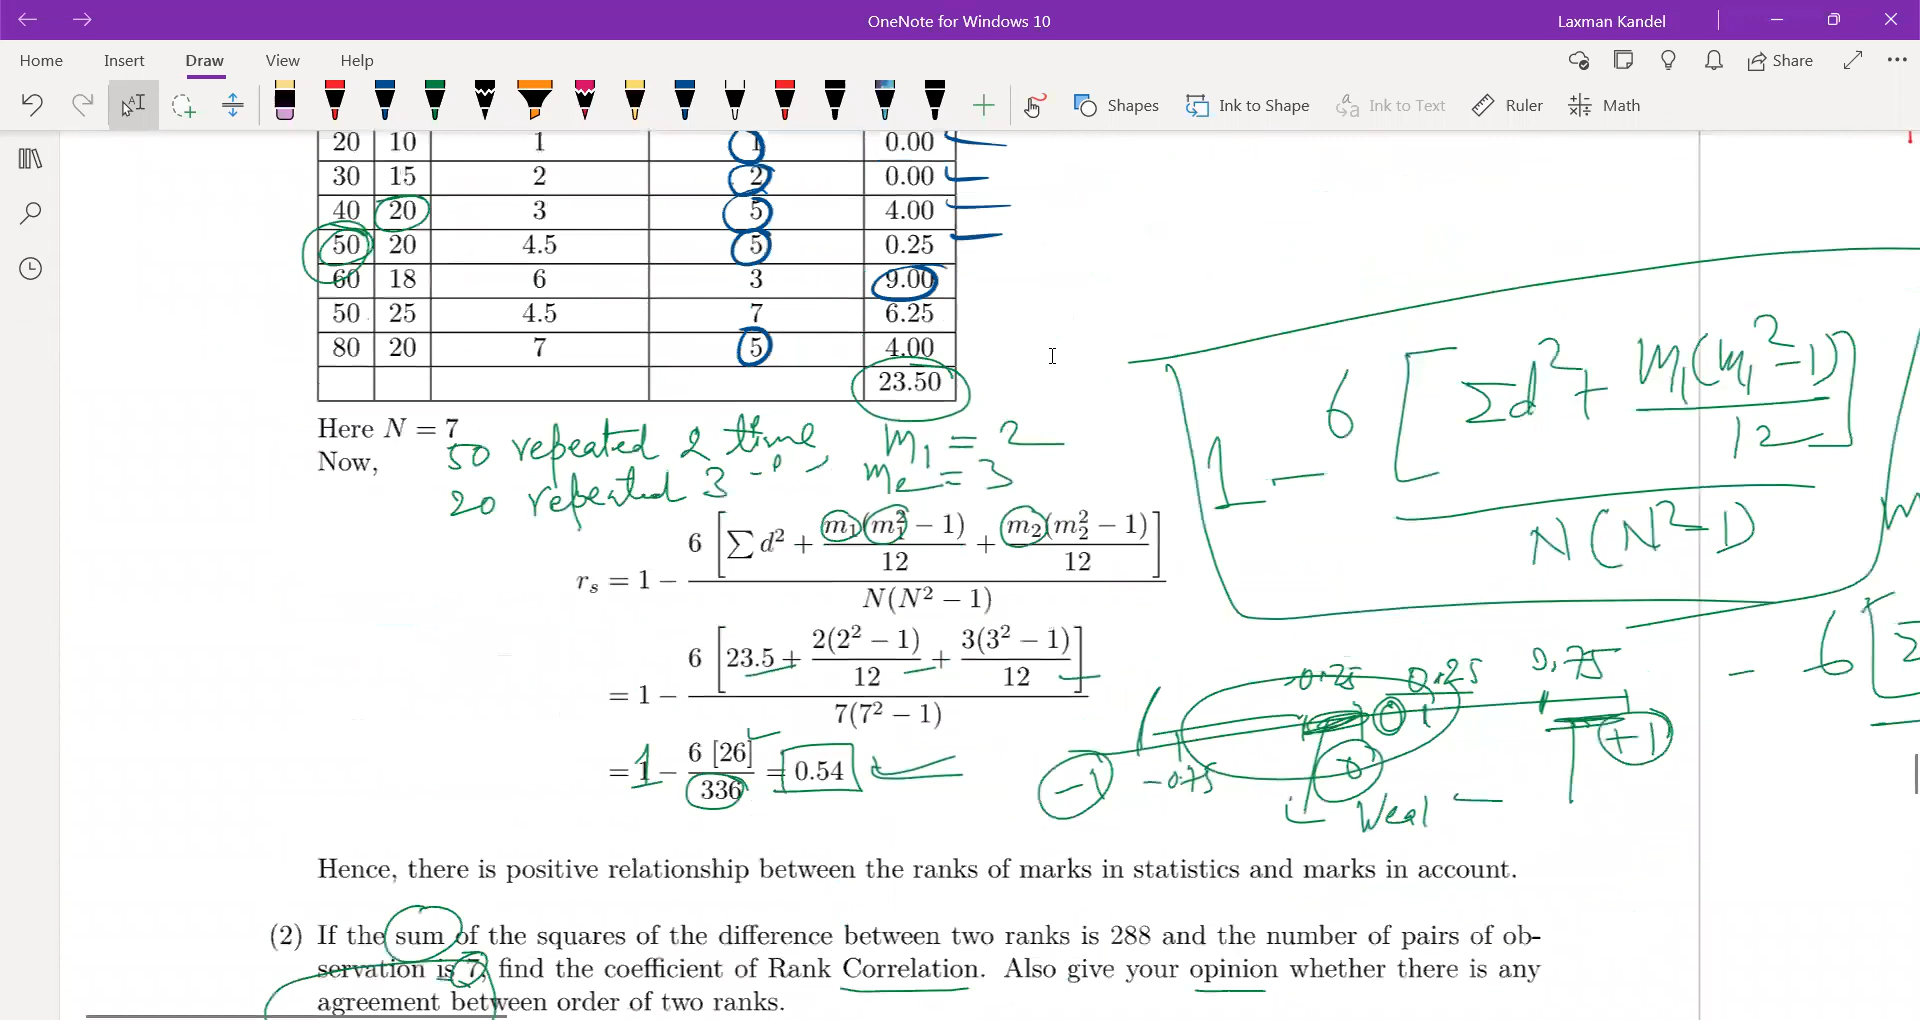 OneNote for Windows 10
Laxman Kandel
Home Insert Draw View Help
Share
Shapes Ink to Shape Ink to Text Ruler Math
20 10 1 1 0.00
30 15 2 2 0.00
40 20 3 5 4.00
50 20 4.5 5 0.25
60 18 6 3 9.00
50 25 4.5 7 6.25
80 20 7 5 4.00
23.50
1 - 6 [Σd² + m₁(m₁² - 1) / 12] / N(N² - 1)
Here N = 7
50 repeated 2 time, m₁ = 2
Now,
20 repeated 3 m₂ = 3
rₛ = 1 − 6 [∑ d² + m₁(m₁² − 1) / 12 + m₂(m₂² − 1) / 12] / N(N² − 1)
= 1 − 6 [23.5 + 2(2² − 1) / 12 + 3(3² − 1) / 12] / 7(7² − 1)
= 1 − 6 [26] / 336 = 0.54
-0.25 0.25 0.75
- 6 [
-1 -0.75 0 0 +1
Weal
Hence, there is positive relationship between the ranks of marks in statistics and marks in account.
(2) If the sum of the squares of the difference between two ranks is 288 and the number of pairs of ob-
servation is 7, find the coefficient of Rank Correlation. Also give your opinion whether there is any
agreement between order of two ranks.